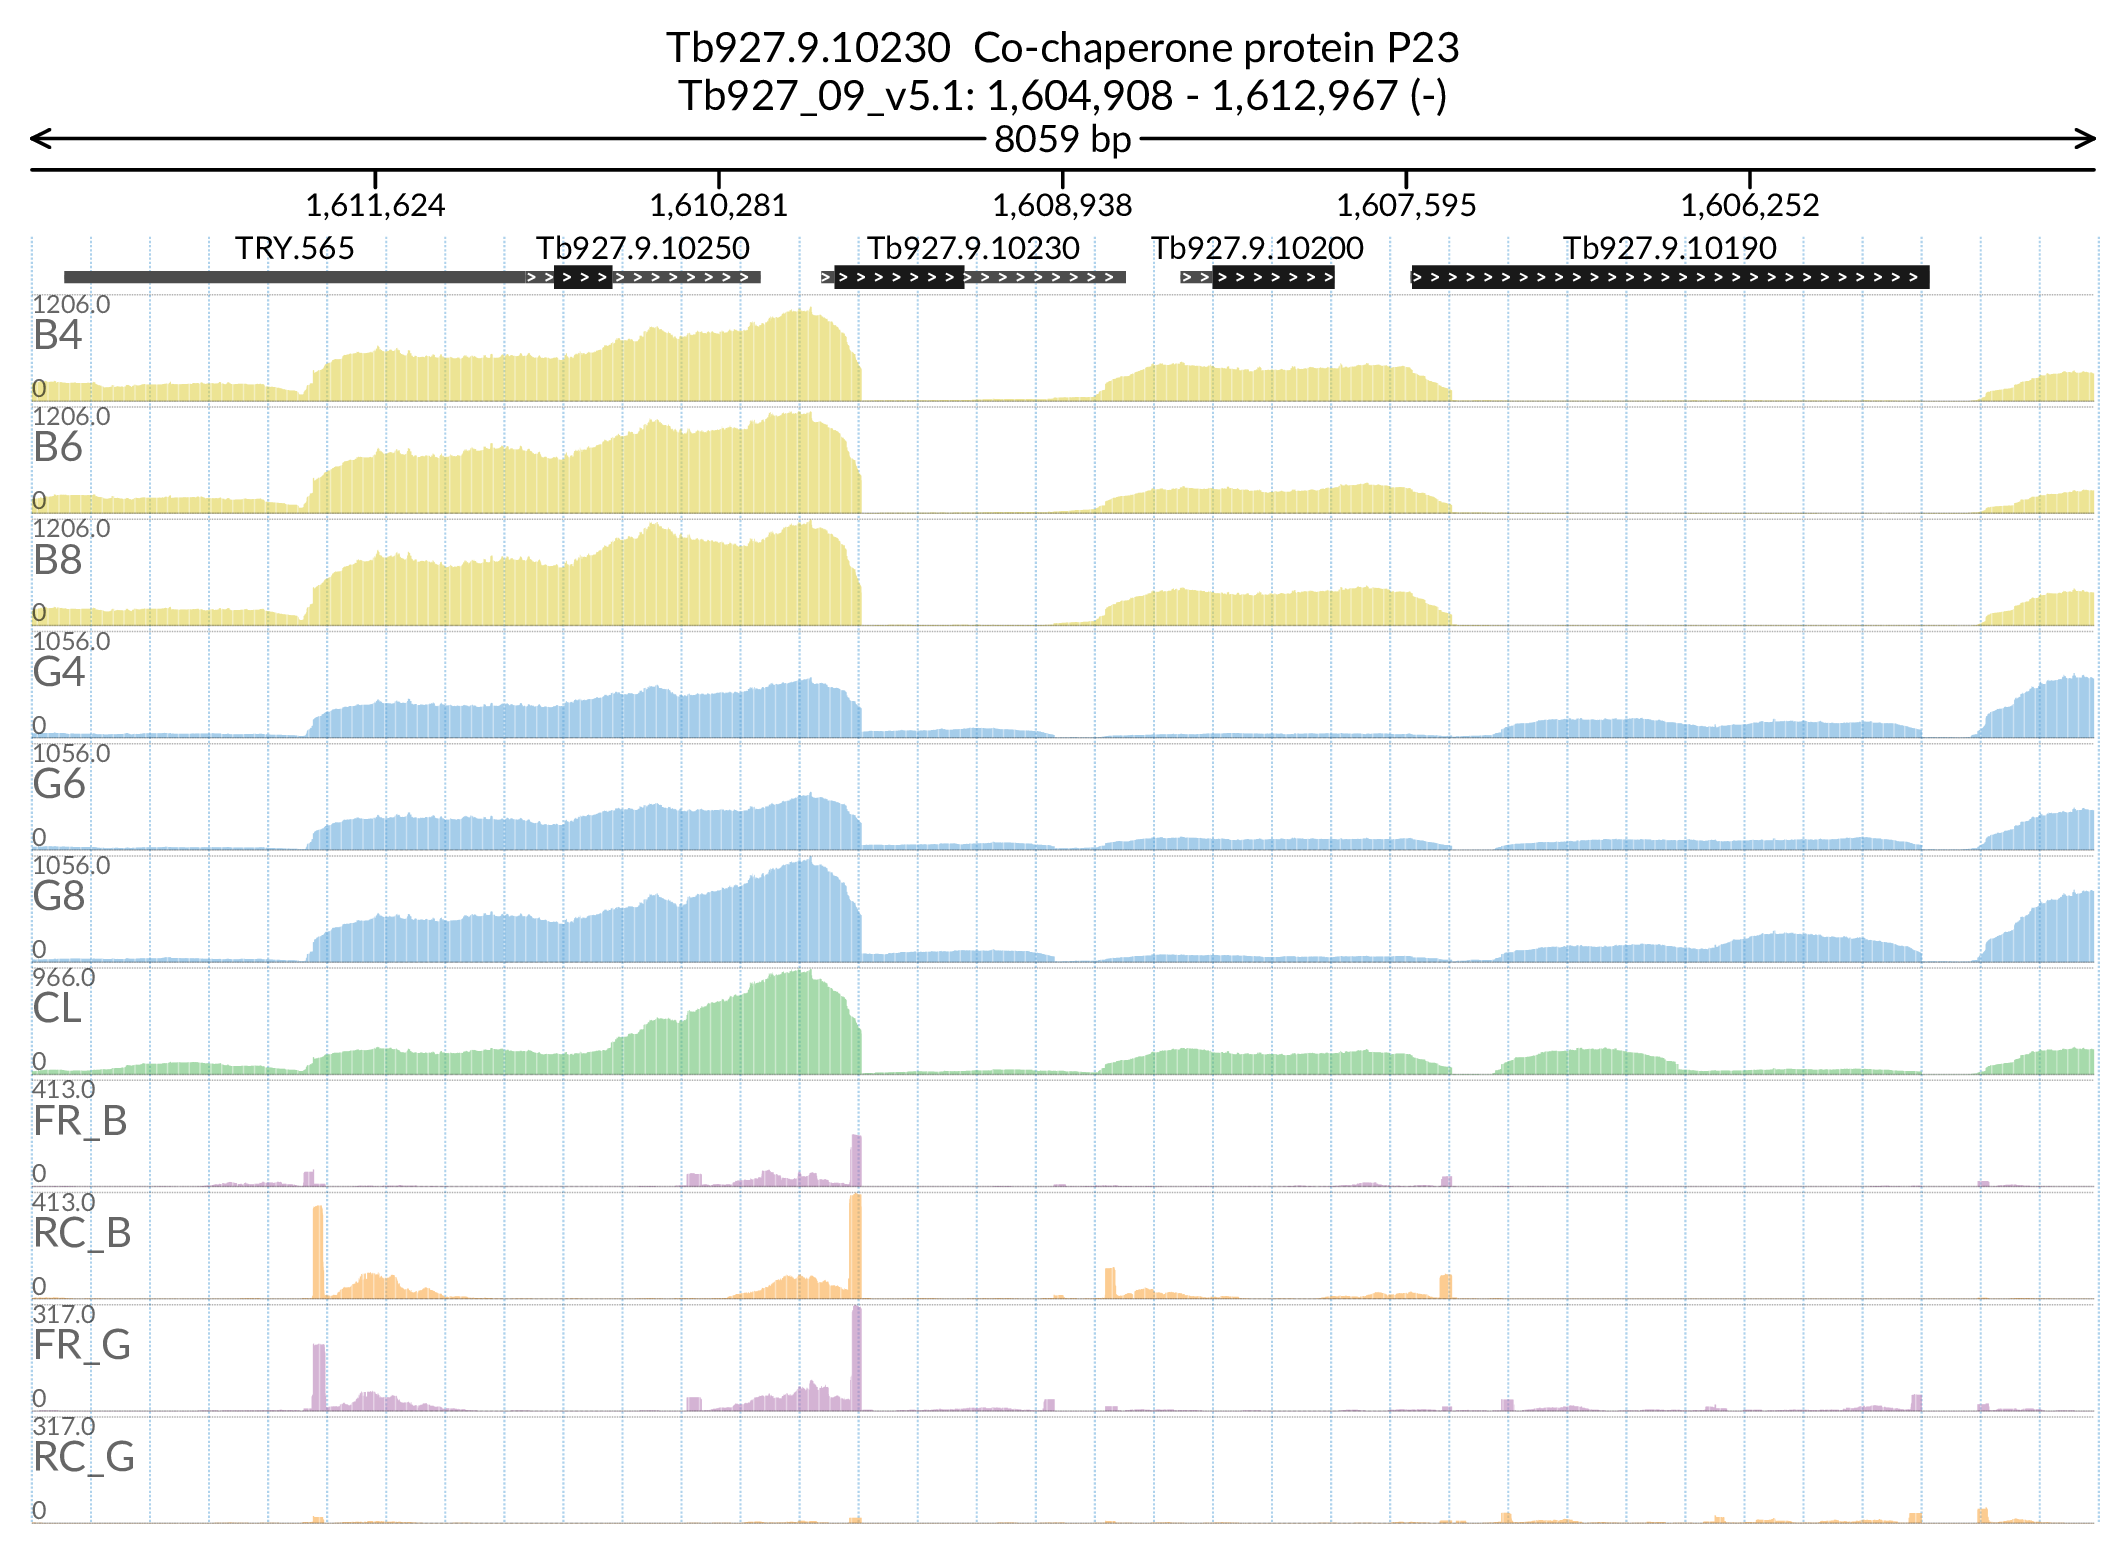 Tb927.9.10230  Co-chaperone protein P23
Tb927_09_v5.1: 1,604,908 - 1,612,967 (-)
8059 bp
1,611,624 1,610,281 1,608,938 1,607,595 1,606,252
TRY.565 Tb927.9.10250 Tb927.9.10230 Tb927.9.10200 Tb927.9.10190
1206.0
B4
0
1206.0
B6
0
1206.0
B8
0
1056.0
G4
0
1056.0
G6
0
1056.0
G8
0
966.0
CL
0
413.0
FR_B
0
413.0
RC_B
0
317.0
FR_G
0
317.0
RC_G
0